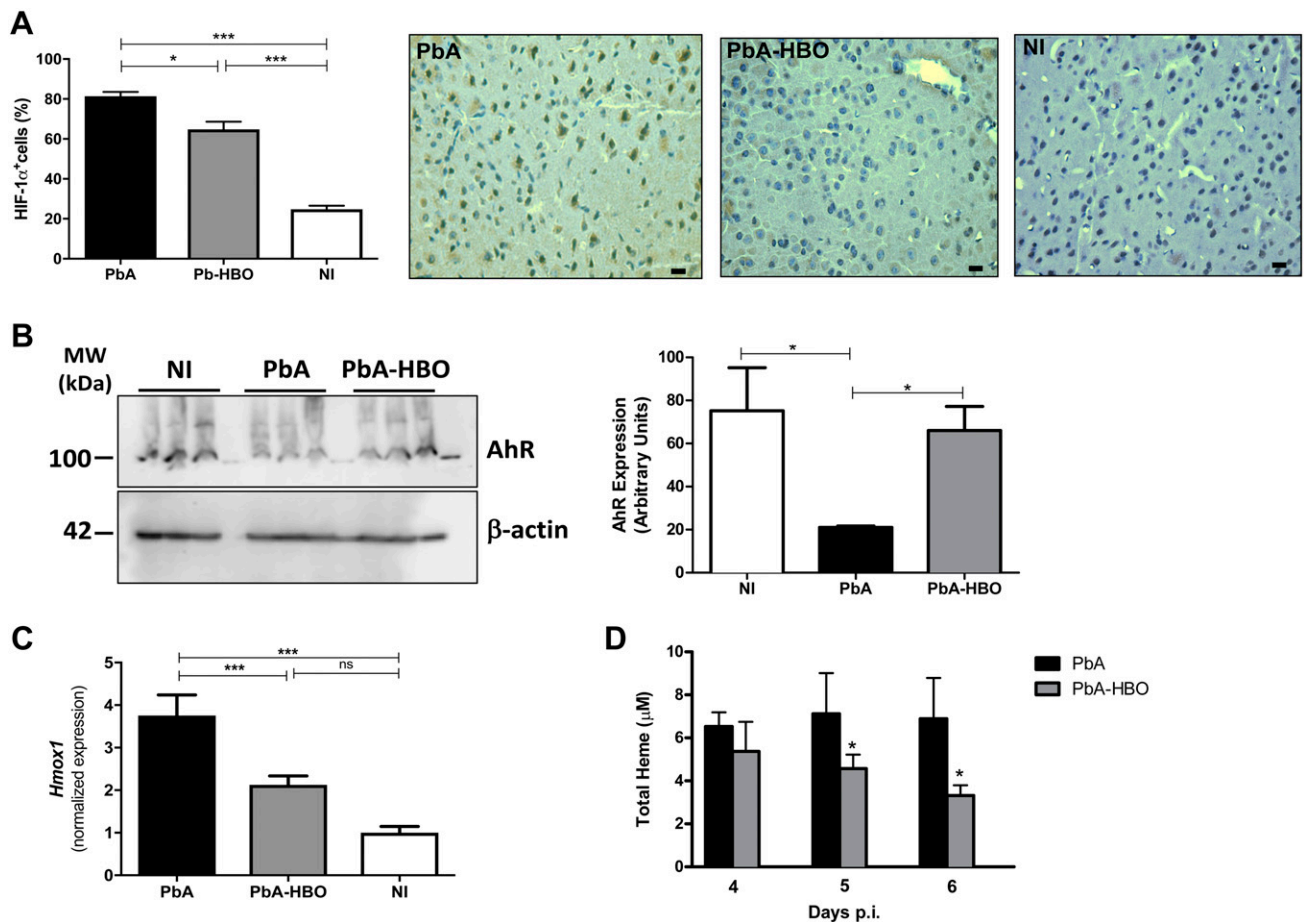 A
***
*
***
100
80
60
40
20
0
HIF-1α⁺cells (%)
PbA
Pb-HBO
NI
PbA
PbA-HBO
NI
B
MW
(kDa)
NI
PbA
PbA-HBO
100
AhR
42
β-actin
*
*
100
80
60
40
20
0
AhR Expression
(Arbitrary Units)
NI
PbA
PbA-HBO
C
***
***
ns
5
4
3
2
1
0
Hmox1
(normalized expression)
PbA
PbA-HBO
NI
D
10
8
6
4
2
0
Total Heme (μM)
*
*
4
5
6
Days p.i.
PbA
PbA-HBO